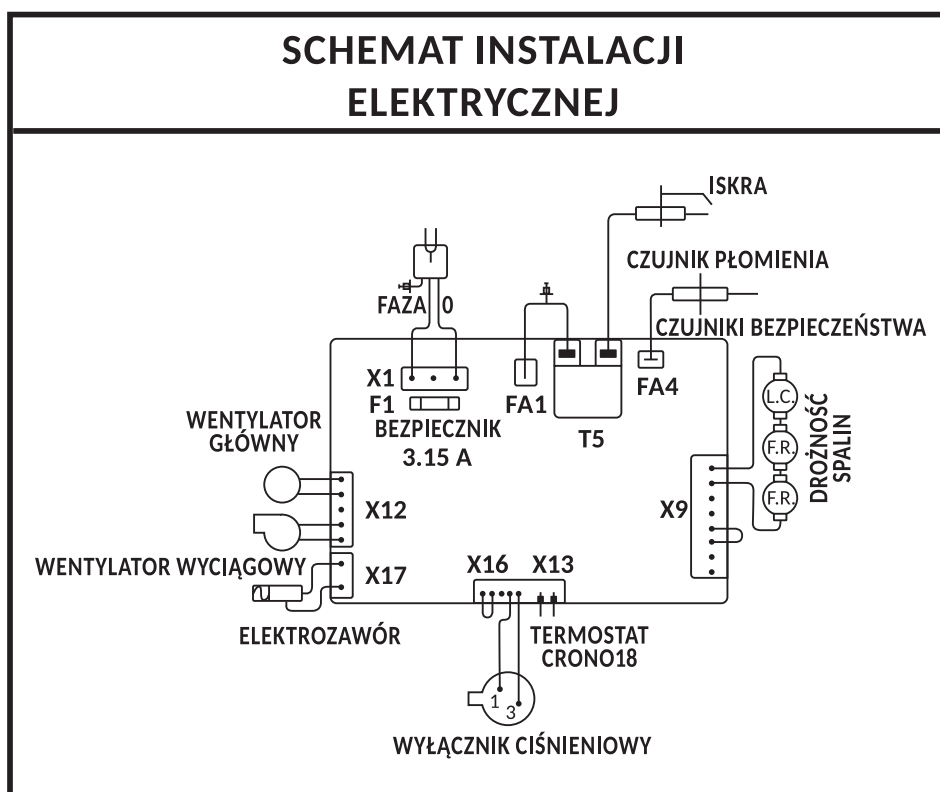 SCHEMAT INSTALACJI
ELEKTRYCZNEJ
ISKRA
CZUJNIK PŁOMIENIA
FAZA 0
CZUJNIKI BEZPIECZEŃSTWA
X1
F1
BEZPIECZNIK
3.15 A
FA1
T5
FA4
L.C.
F.R.
F.R.
DROŻNOŚĆ
SPALIN
WENTYLATOR
GŁÓWNY
X12
X9
WENTYLATOR WYCIĄGOWY
X17
X16
X13
ELEKTROZAWÓR
TERMOSTAT
CRONO18
1
3
WYŁĄCZNIK CIŚNIENIOWY